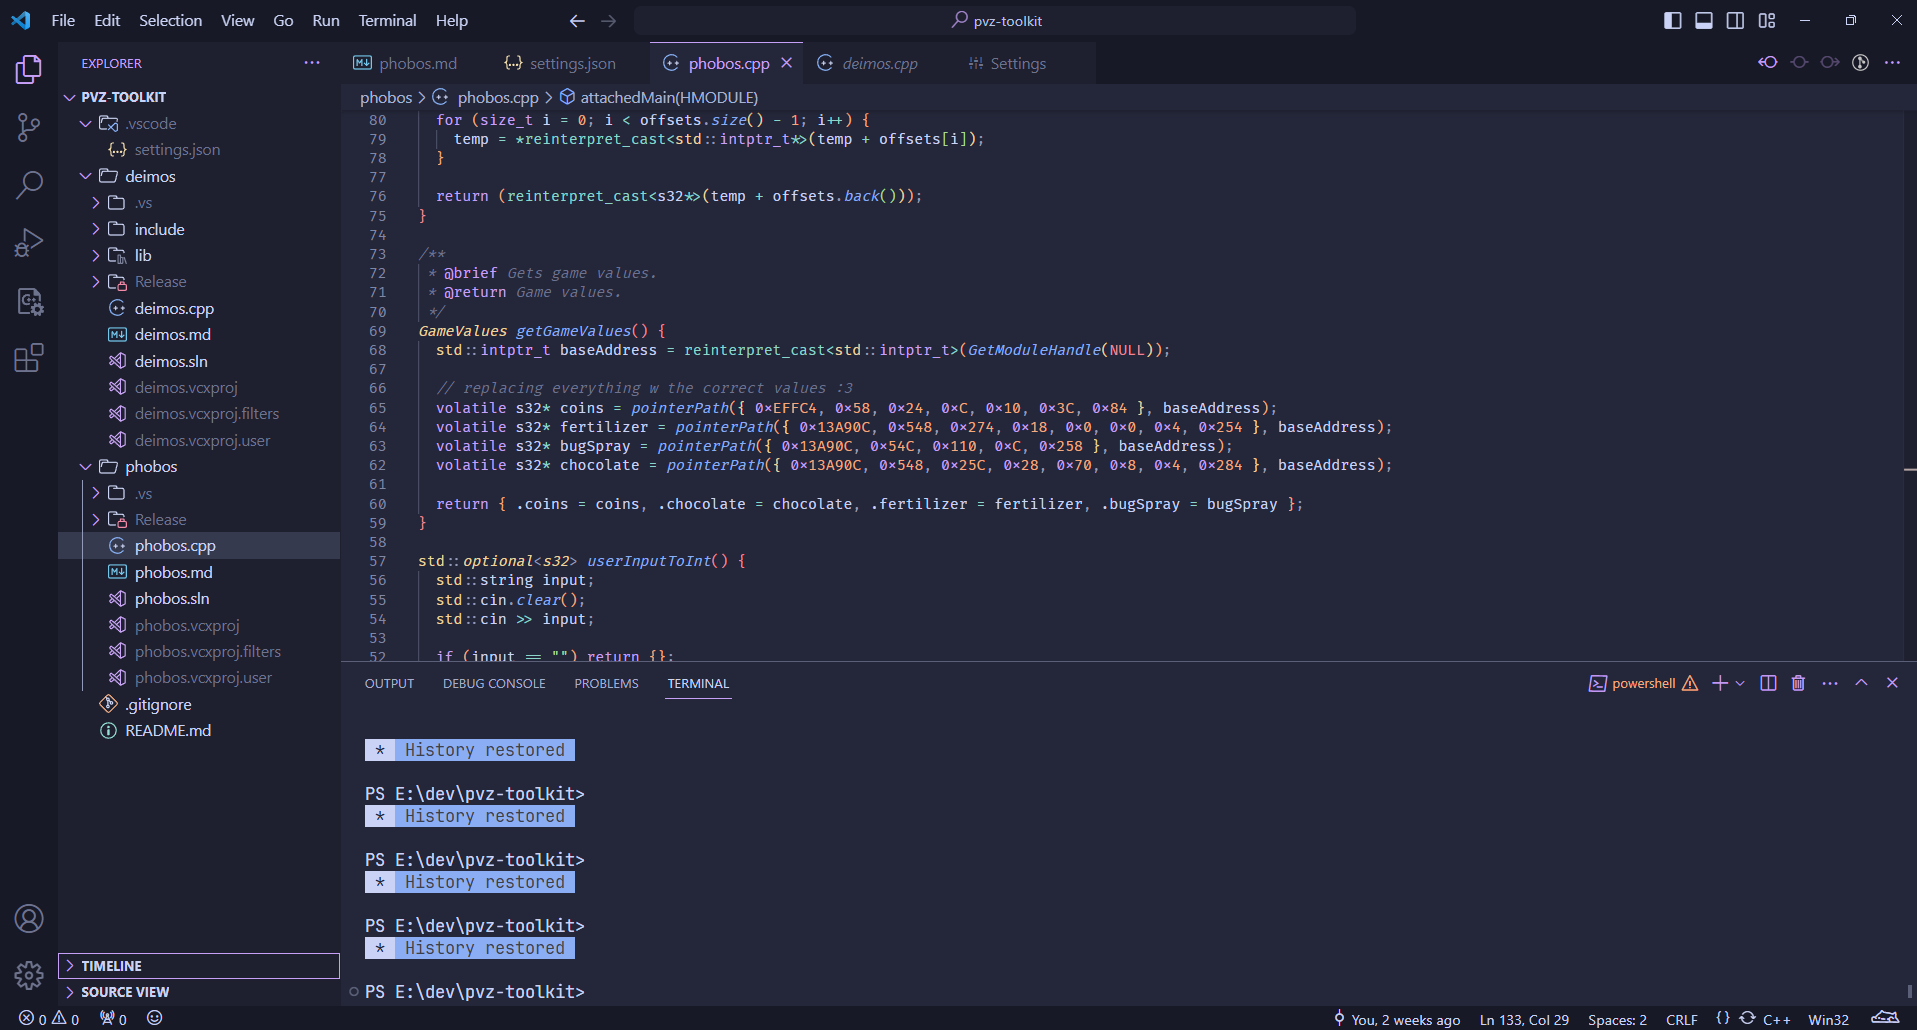 File Edit Selection View Go Run Terminal Help
pvz-toolkit
EXPLORER
PVZ-TOOLKIT
.vscode
settings.json
deimos
.vs
include
lib
Release
deimos.cpp
deimos.md
deimos.sln
deimos.vcxproj
deimos.vcxproj.filters
deimos.vcxproj.user
phobos
.vs
Release
phobos.cpp
phobos.md
phobos.sln
phobos.vcxproj
phobos.vcxproj.filters
phobos.vcxproj.user
.gitignore
README.md
TIMELINE
SOURCE VIEW
phobos.md settings.json phobos.cpp deimos.cpp Settings
phobos > phobos.cpp > attachedMain(HMODULE)
80 for (size_t i = 0; i < offsets.size() - 1; i++) {
79 temp = *reinterpret_cast<std::intptr_t*>(temp + offsets[i]);
78 }
77
76 return (reinterpret_cast<s32*>(temp + offsets.back()));
75 }
74
73 /**
72 * @brief Gets game values.
71 * @return Game values.
70 */
69 GameValues getGameValues() {
68 std::intptr_t baseAddress = reinterpret_cast<std::intptr_t>(GetModuleHandle(NULL));
67
66 // replacing everything w the correct values :3
65 volatile s32* coins = pointerPath({ 0xEFFC4, 0x58, 0x24, 0xC, 0x10, 0x3C, 0x84 }, baseAddress);
64 volatile s32* fertilizer = pointerPath({ 0x13A90C, 0x548, 0x274, 0x18, 0x0, 0x0, 0x4, 0x254 }, baseAddress);
63 volatile s32* bugSpray = pointerPath({ 0x13A90C, 0x54C, 0x110, 0xC, 0x258 }, baseAddress);
62 volatile s32* chocolate = pointerPath({ 0x13A90C, 0x548, 0x25C, 0x28, 0x70, 0x8, 0x4, 0x284 }, baseAddress);
61
60 return { .coins = coins, .chocolate = chocolate, .fertilizer = fertilizer, .bugSpray = bugSpray };
59 }
58
57 std::optional<s32> userInputToInt() {
56 std::string input;
55 std::cin.clear();
54 std::cin >> input;
53
52 if (input == "") return {};
OUTPUT DEBUG CONSOLE PROBLEMS TERMINAL
powershell
* History restored
PS E:\dev\pvz-toolkit>
* History restored
PS E:\dev\pvz-toolkit>
* History restored
PS E:\dev\pvz-toolkit>
* History restored
PS E:\dev\pvz-toolkit>
0 0 0
You, 2 weeks ago Ln 133, Col 29 Spaces: 2 CRLF {} C++ Win32